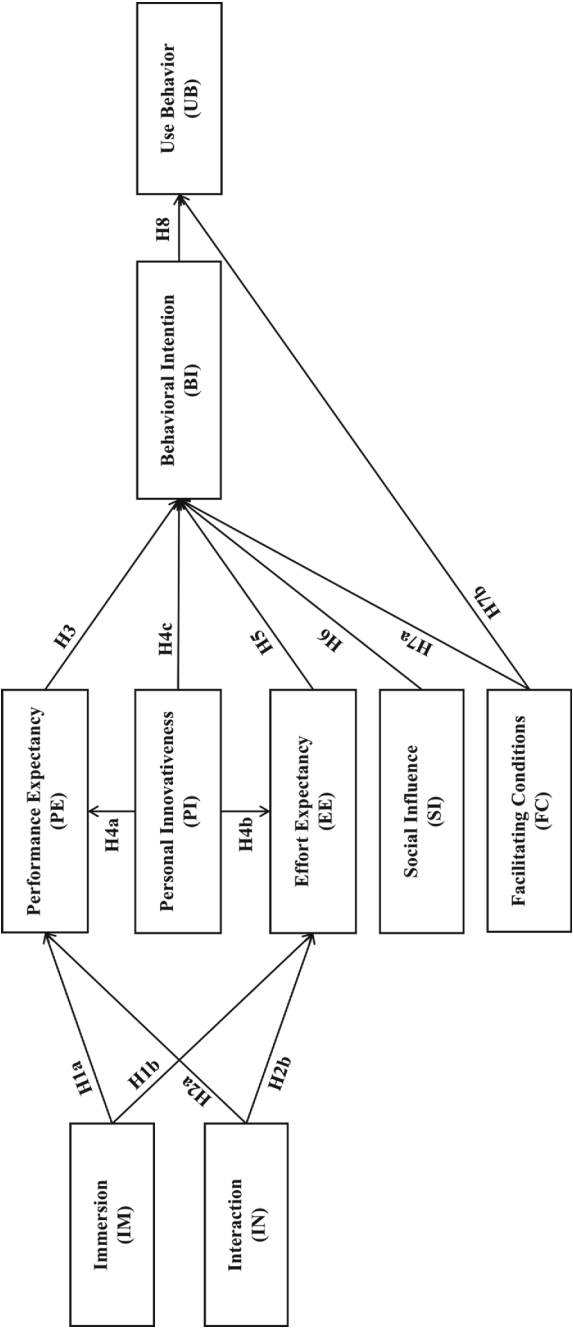 Immersion
(IM)
Interaction
(IN)
H1a
H1b
H2a
H2b
Performance Expectancy
(PE)
H4a
Personal Innovativeness
(PI)
H4b
Effort Expectancy
(EE)
Social Influence
(SI)
Facilitating Conditions
(FC)
H3
H4c
H5
H6
H7a
H7b
Behavioral Intention
(BI)
H8
Use Behavior
(UB)